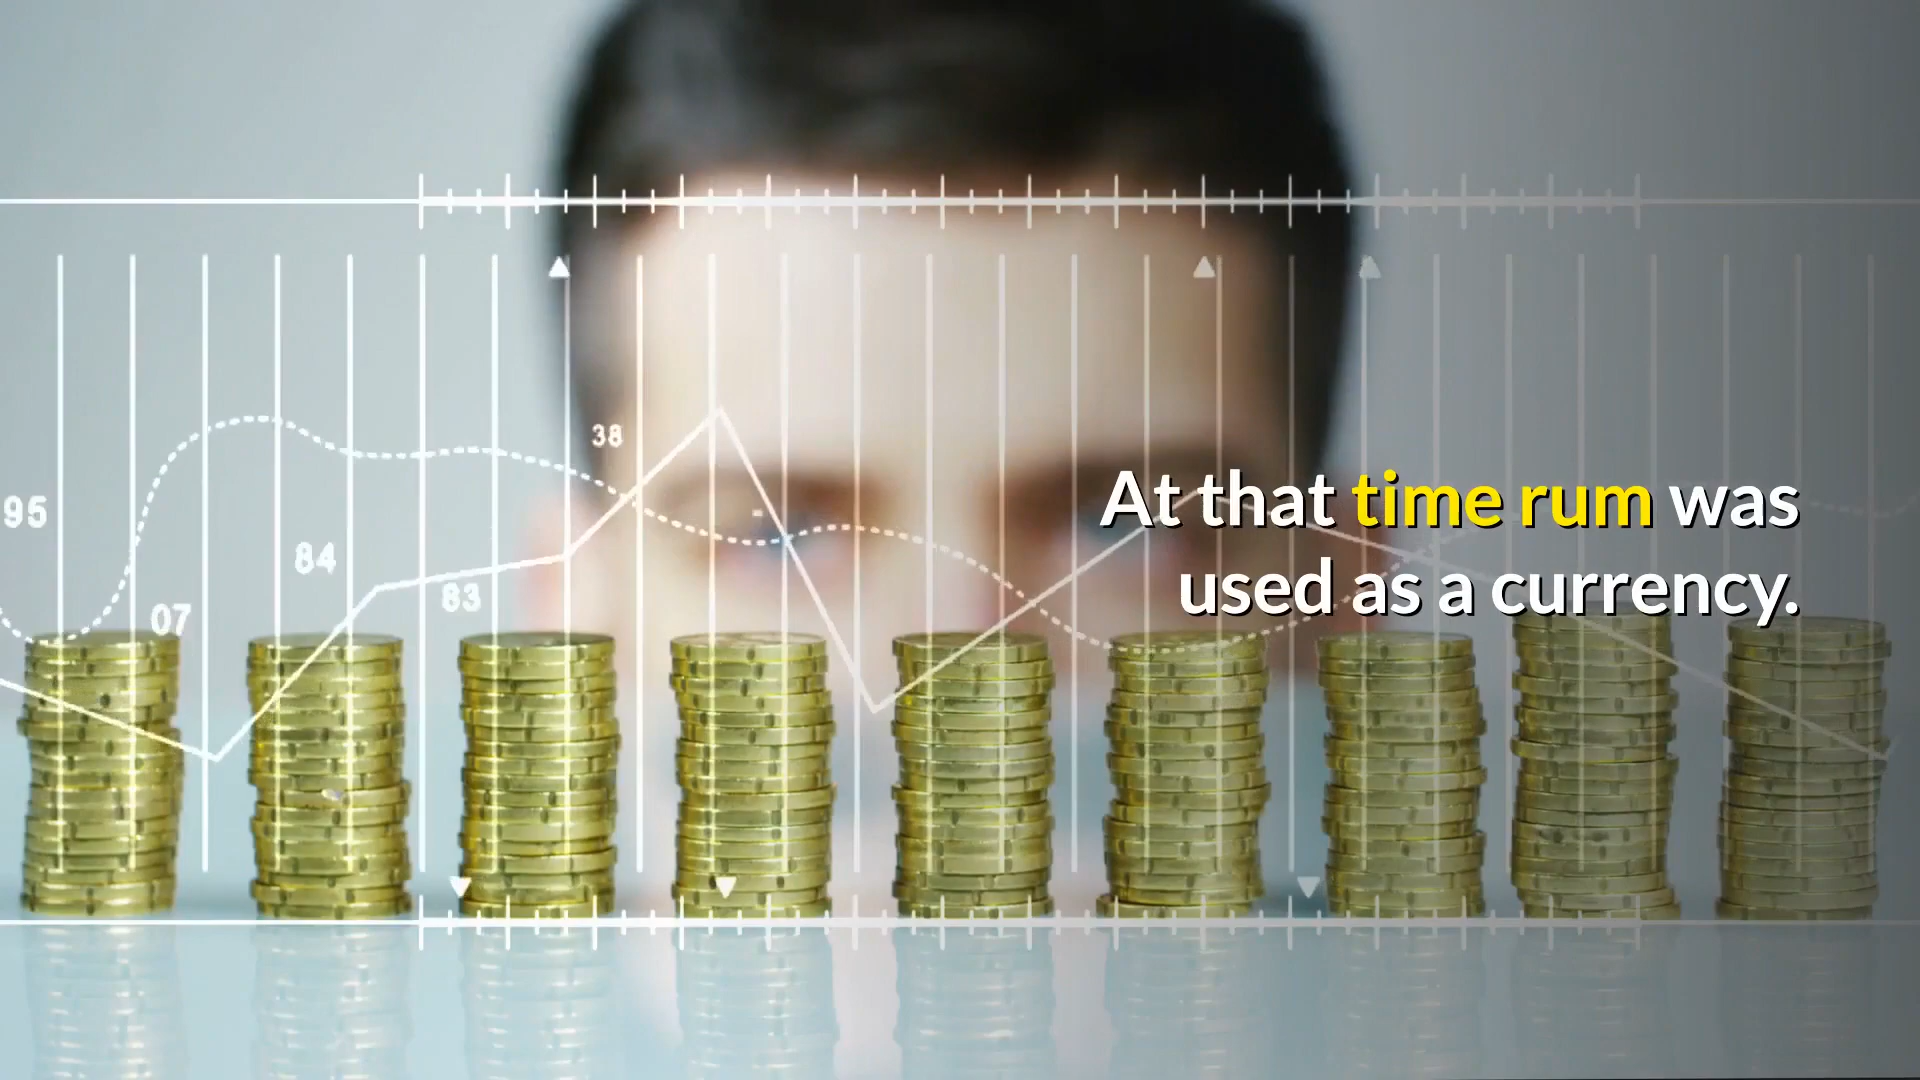 38
95
84
83
07
At that time rum was
used as a currency.